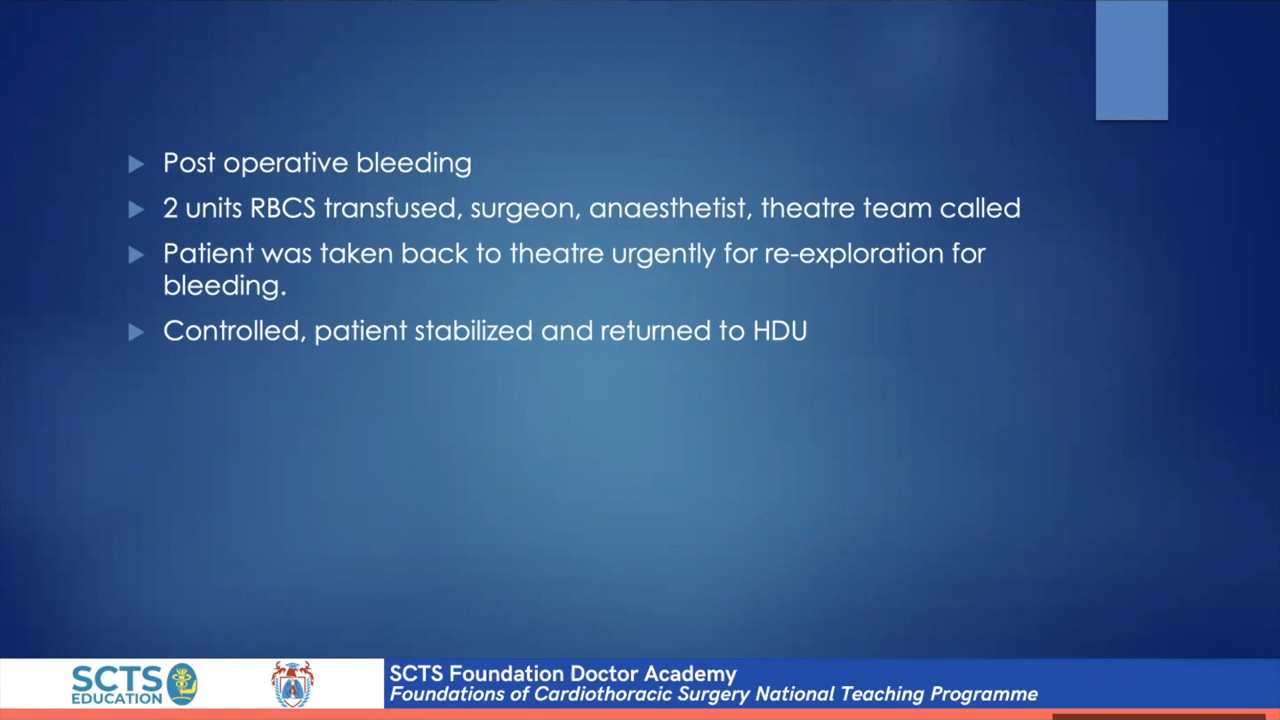 Post operative bleeding
2 units RBCS transfused, surgeon, anaesthetist, theatre team called
Patient was taken back to theatre urgently for re-exploration for
bleeding.
Controlled, patient stabilized and returned to HDU
SCTS
EDUCATION
SCTS Foundation Doctor Academy
Foundations of Cardiothoracic Surgery National Teaching Programme